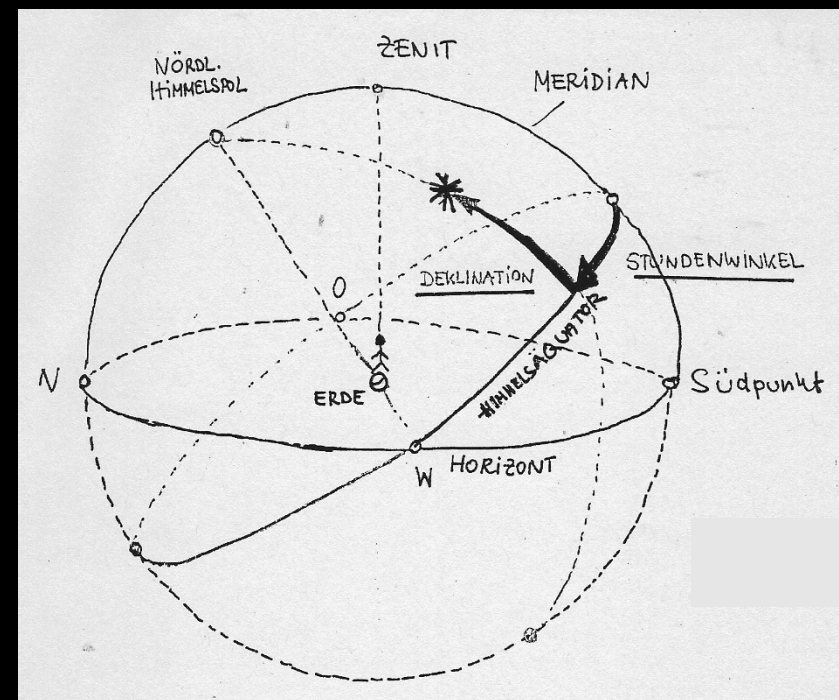 ZENIT
NÖRDL.
HIMMELSPOL
MERIDIAN
STUNDENWINKEL
DEKLINATION
O
HIMMELSÄQUATOR
N
ERDE
Südpunkt
W
HORIZONT